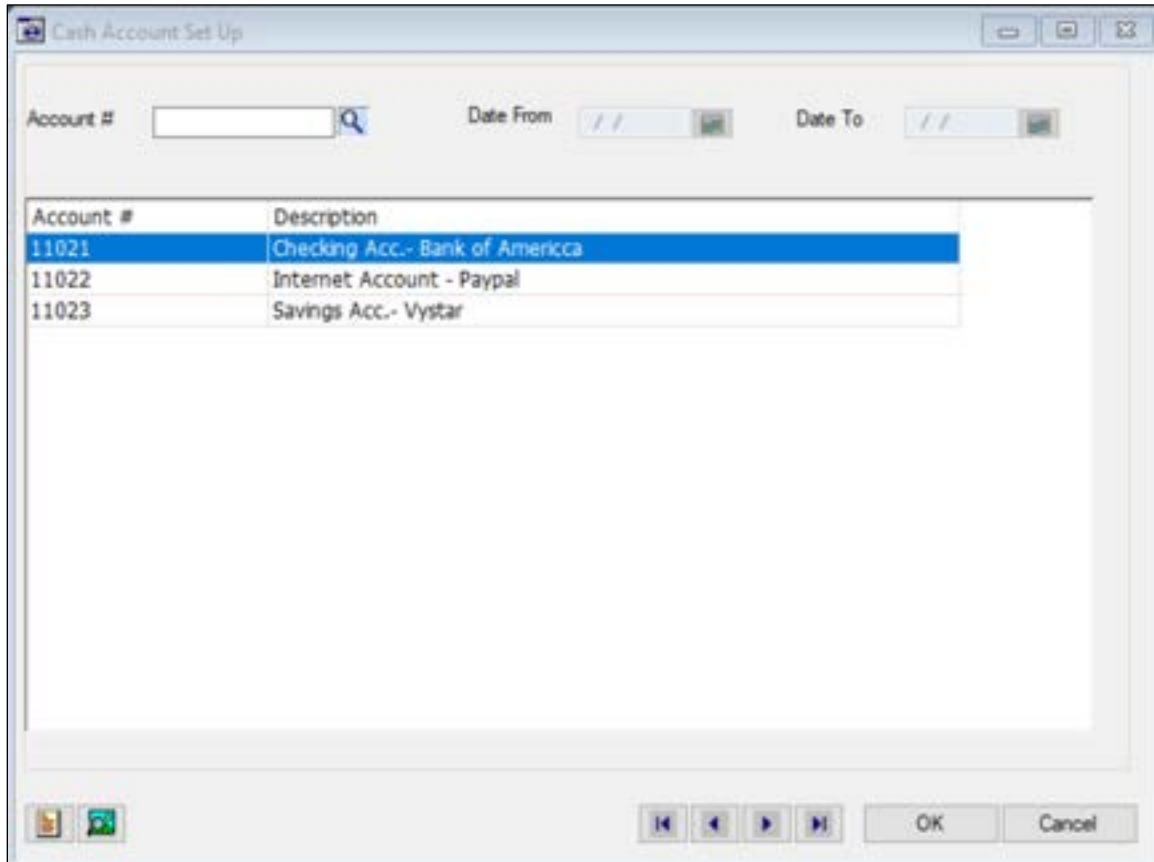 Cash Account Set Up
Account # Date From / / Date To / /
Account # Description
11021 Checking Acc.- Bank of Americca
11022 Internet Account - Paypal
11023 Savings Acc.- Vystar
OK Cancel